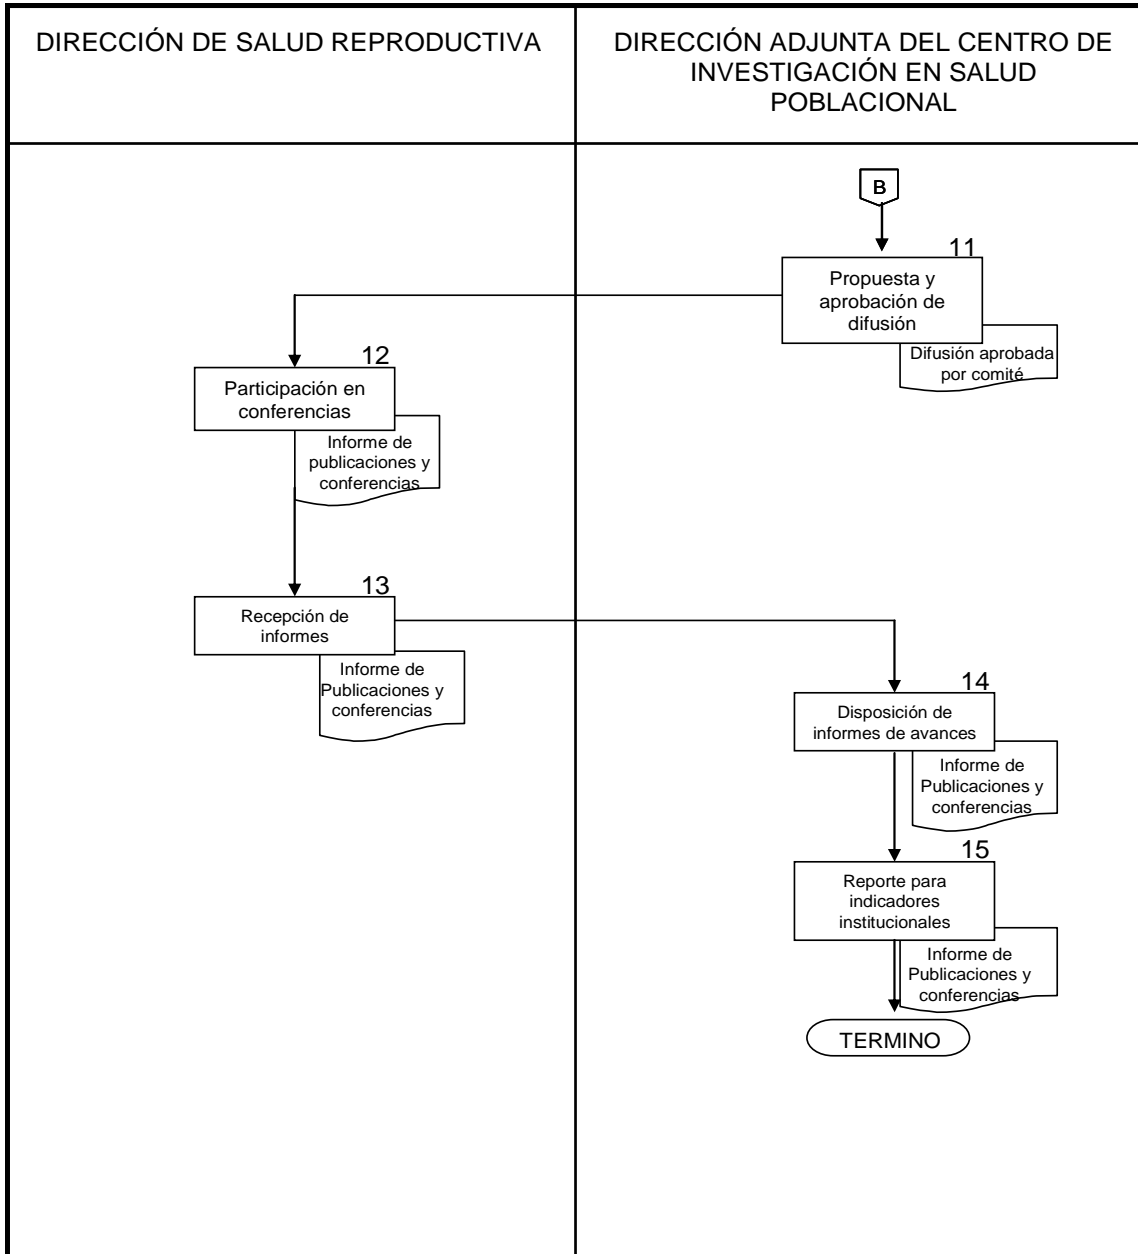 DIRECCIÓN DE SALUD REPRODUCTIVA
DIRECCIÓN ADJUNTA DEL CENTRO DE
INVESTIGACIÓN EN SALUD
POBLACIONAL
B
11
Propuesta y
aprobación de
difusión
Difusión aprobada
por comité
12
Participación en
conferencias
Informe de
publicaciones y
conferencias
13
Recepción de
informes
Informe de
Publicaciones y
conferencias
14
Disposición de
informes de avances
Informe de
Publicaciones y
conferencias
15
Reporte para
indicadores
institucionales
Informe de
Publicaciones y
conferencias
TERMINO